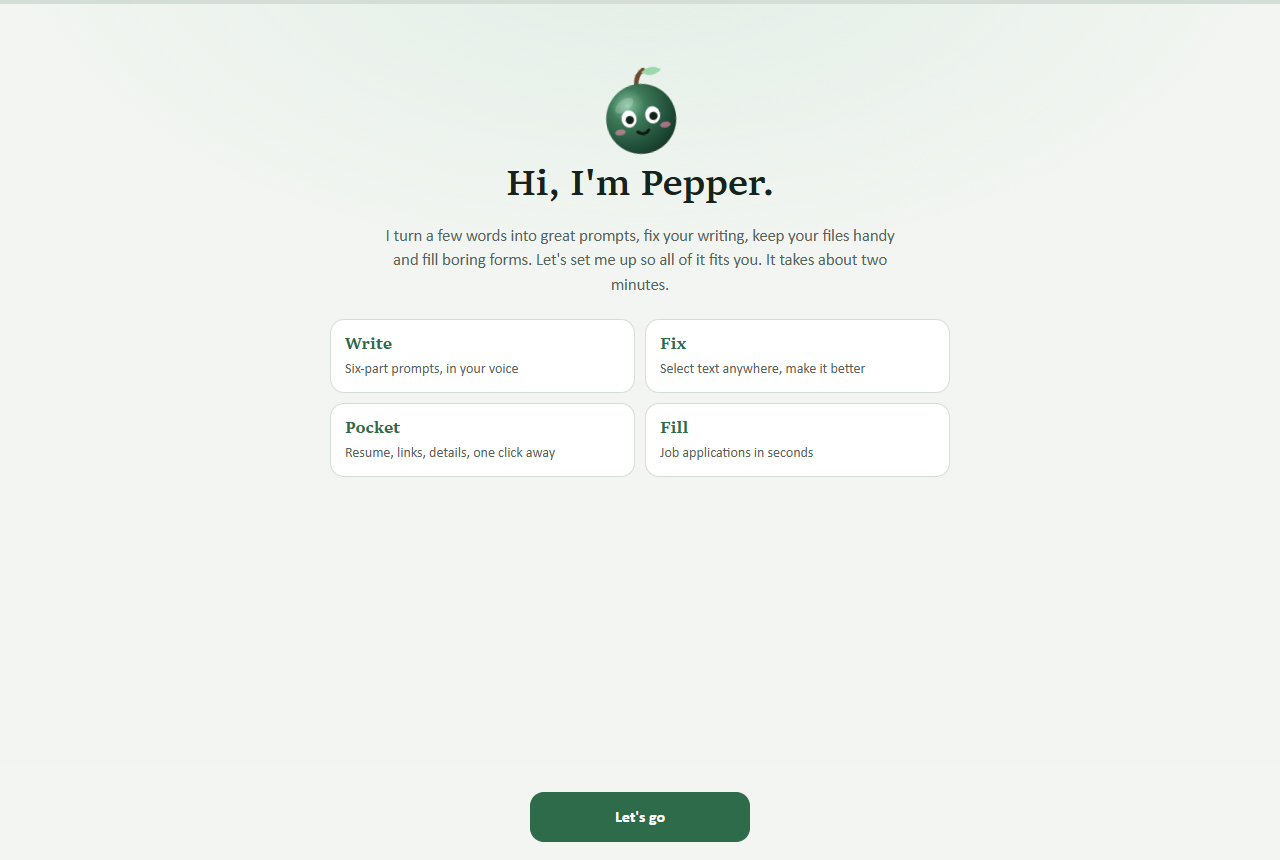 Hi, I'm Pepper.
I turn a few words into great prompts, fix your writing, keep your files handy
and fill boring forms. Let's set me up so all of it fits you. It takes about two
minutes.
Write
Six-part prompts, in your voice
Fix
Select text anywhere, make it better
Pocket
Resume, links, details, one click away
Fill
Job applications in seconds
Let's go